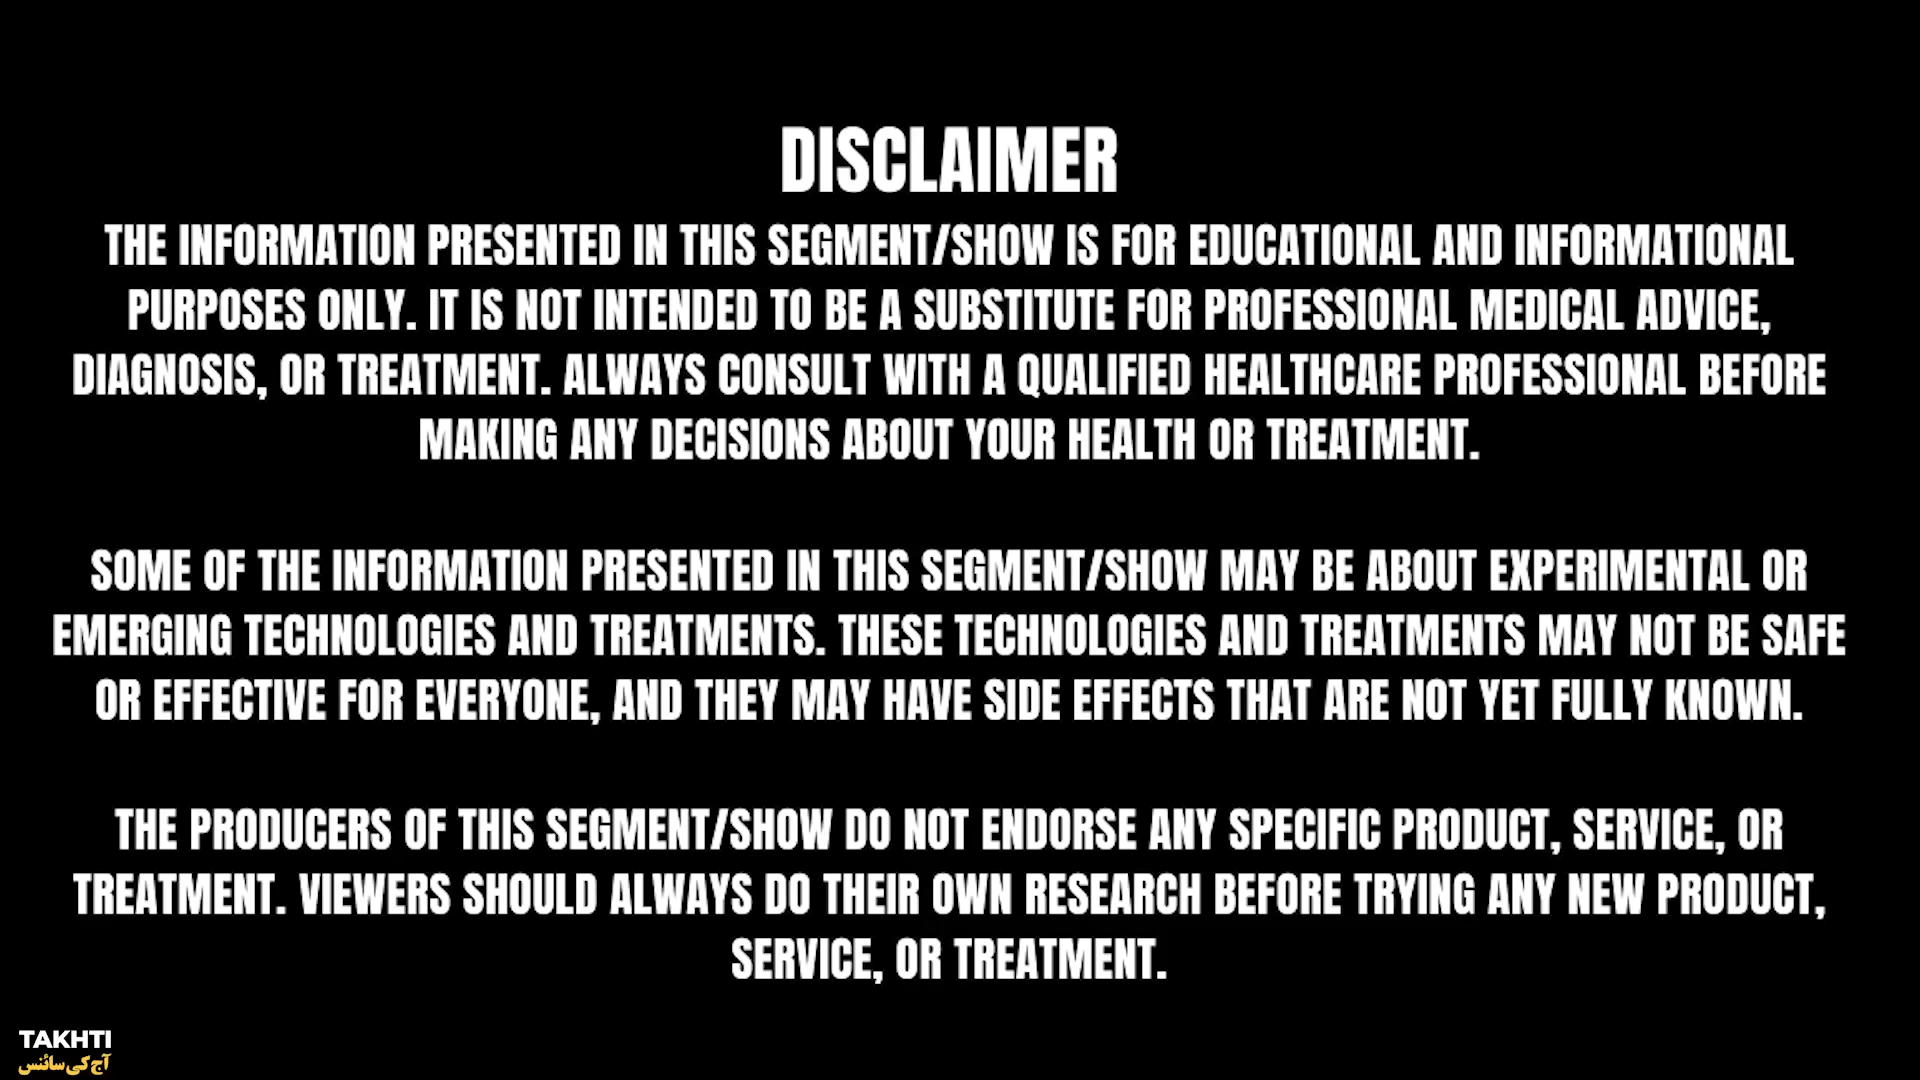 DISCLAIMER
THE INFORMATION PRESENTED IN THIS SEGMENT/SHOW IS FOR EDUCATIONAL AND INFORMATIONAL
PURPOSES ONLY. IT IS NOT INTENDED TO BE A SUBSTITUTE FOR PROFESSIONAL MEDICAL ADVICE,
DIAGNOSIS, OR TREATMENT. ALWAYS CONSULT WITH A QUALIFIED HEALTHCARE PROFESSIONAL BEFORE
MAKING ANY DECISIONS ABOUT YOUR HEALTH OR TREATMENT.
SOME OF THE INFORMATION PRESENTED IN THIS SEGMENT/SHOW MAY BE ABOUT EXPERIMENTAL OR
EMERGING TECHNOLOGIES AND TREATMENTS. THESE TECHNOLOGIES AND TREATMENTS MAY NOT BE SAFE
OR EFFECTIVE FOR EVERYONE, AND THEY MAY HAVE SIDE EFFECTS THAT ARE NOT YET FULLY KNOWN.
THE PRODUCERS OF THIS SEGMENT/SHOW DO NOT ENDORSE ANY SPECIFIC PRODUCT, SERVICE, OR
TREATMENT. VIEWERS SHOULD ALWAYS DO THEIR OWN RESEARCH BEFORE TRYING ANY NEW PRODUCT,
SERVICE, OR TREATMENT.
TAKHTI
آج کی سائنس